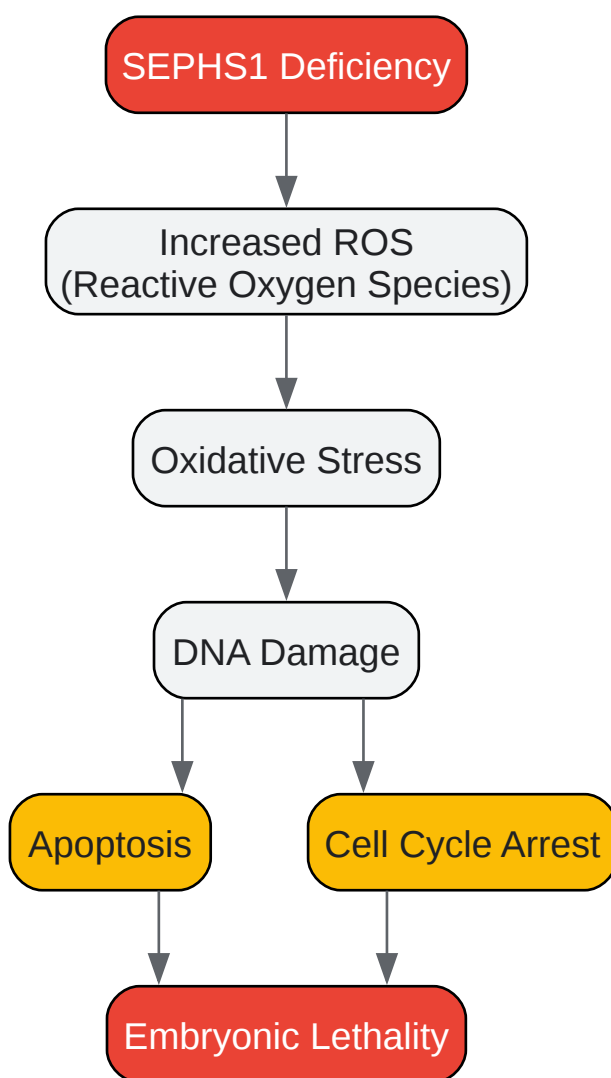 SEPHS1 Deficiency
Increased ROS
(Reactive Oxygen Species)
Oxidative Stress
DNA Damage
Apoptosis
Cell Cycle Arrest
Embryonic Lethality